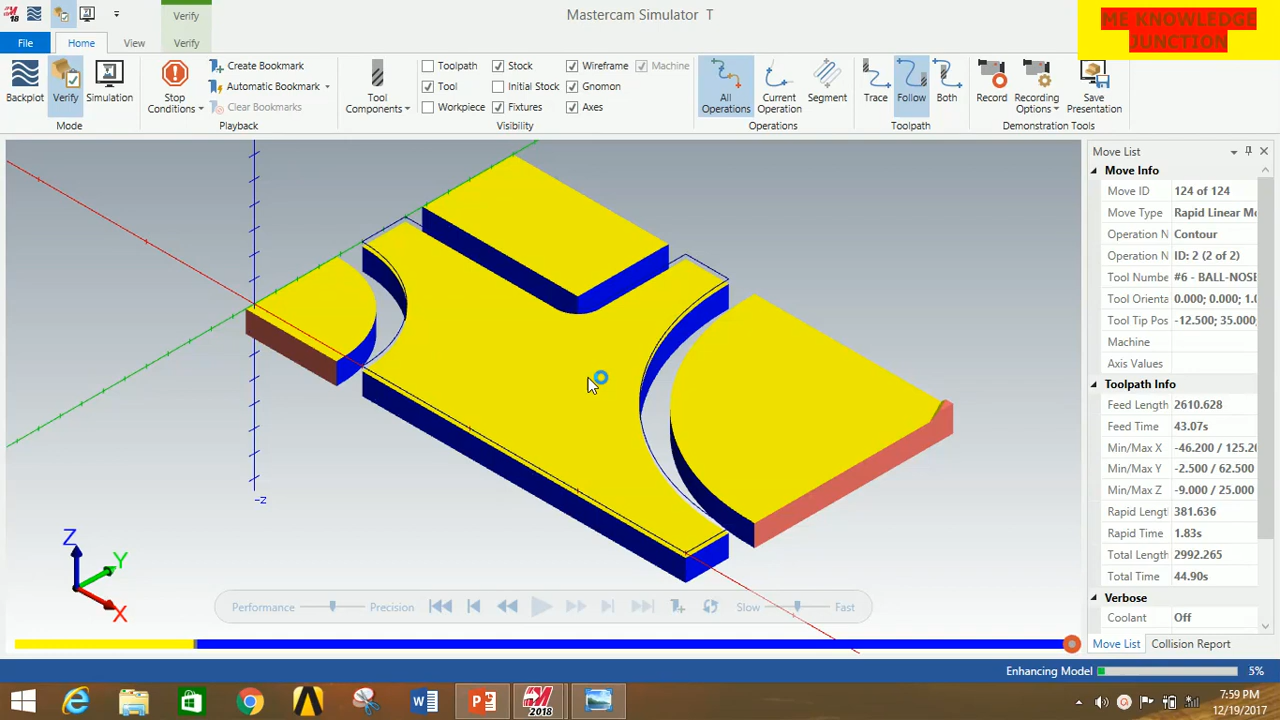 18
Verify
Mastercam Simulator T
ME KNOWLEDGE
JUNCTION
File
Home
View
Verify
Backplot
Verify
Simulation
Mode
Stop
Conditions
Create Bookmark
Automatic Bookmark
Clear Bookmarks
Playback
Tool
Components
Toolpath
Tool
Workpiece
Stock
Initial Stock
Fixtures
Wireframe
Gnomon
Axes
Machine
Visibility
All
Operations
Current
Operation
Segment
Operations
Trace
Follow
Both
Toolpath
Record
Recording
Options
Save
Presentation
Demonstration Tools
Move List
Move Info
Move ID 124 of 124
Move Type Rapid Linear Mo
Operation N Contour
Operation N ID: 2 (2 of 2)
Tool Number #6 - BALL-NOSE
Tool Orienta 0.000; 0.000; 1.0
Tool Tip Pos -12.500; 35.000;
Machine
Axis Values
Toolpath Info
Feed Length 2610.628
Feed Time 43.07s
Min/Max X -46.200 / 125.20
Min/Max Y -2.500 / 62.500
Min/Max Z -9.000 / 25.000
Rapid Length 381.636
Rapid Time 1.83s
Total Length 2992.265
Total Time 44.90s
Verbose
Coolant Off
Move List
Collision Report
-z
Z
Y
X
Performance
Precision
Slow
Fast
Enhancing Model
5%
2018
7:59 PM
12/19/2017